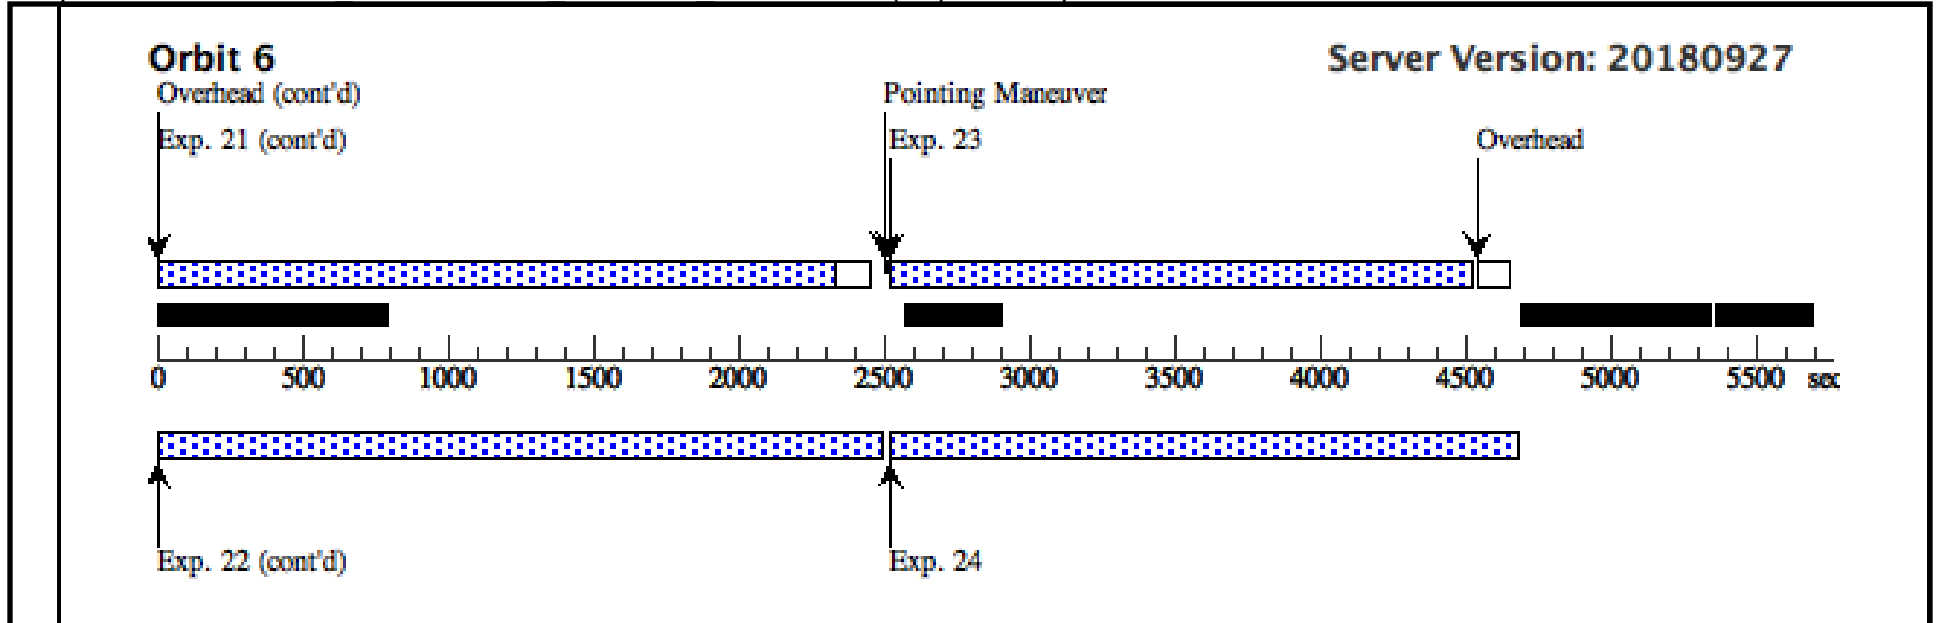 Orbit 6
Server Version: 20180927
Overhead (cont'd)
Pointing Maneuver
Exp. 21 (cont'd)
Exp. 23
Overhead
0 500 1000 1500 2000 2500 3000 3500 4000 4500 5000 5500 sec
Exp. 22 (cont'd)
Exp. 24